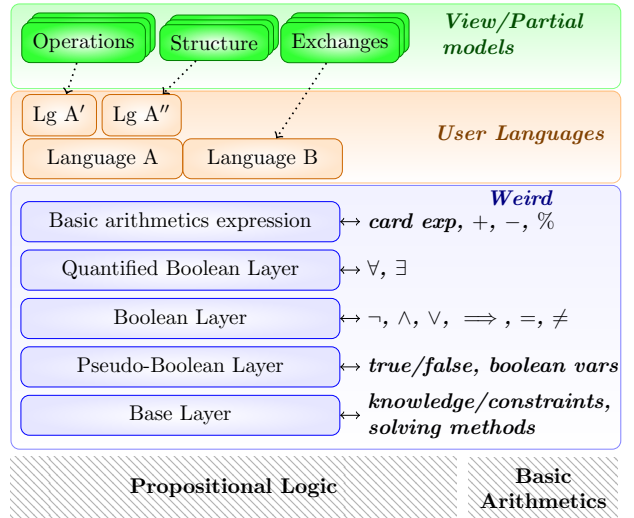 Operations Structure Exchanges View/Partial
models
Lg A′ Lg A″
User Languages
Language A Language B
Weird
Basic arithmetics expression ↔ card exp, +, −, %
Quantified Boolean Layer ↔ ∀, ∃
Boolean Layer ↔ ¬, ∧, ∨, ⟹ , =, ≠
Pseudo-Boolean Layer ↔ true/false, boolean vars
Base Layer ↔ knowledge/constraints,
solving methods
Propositional Logic
Basic
Arithmetics